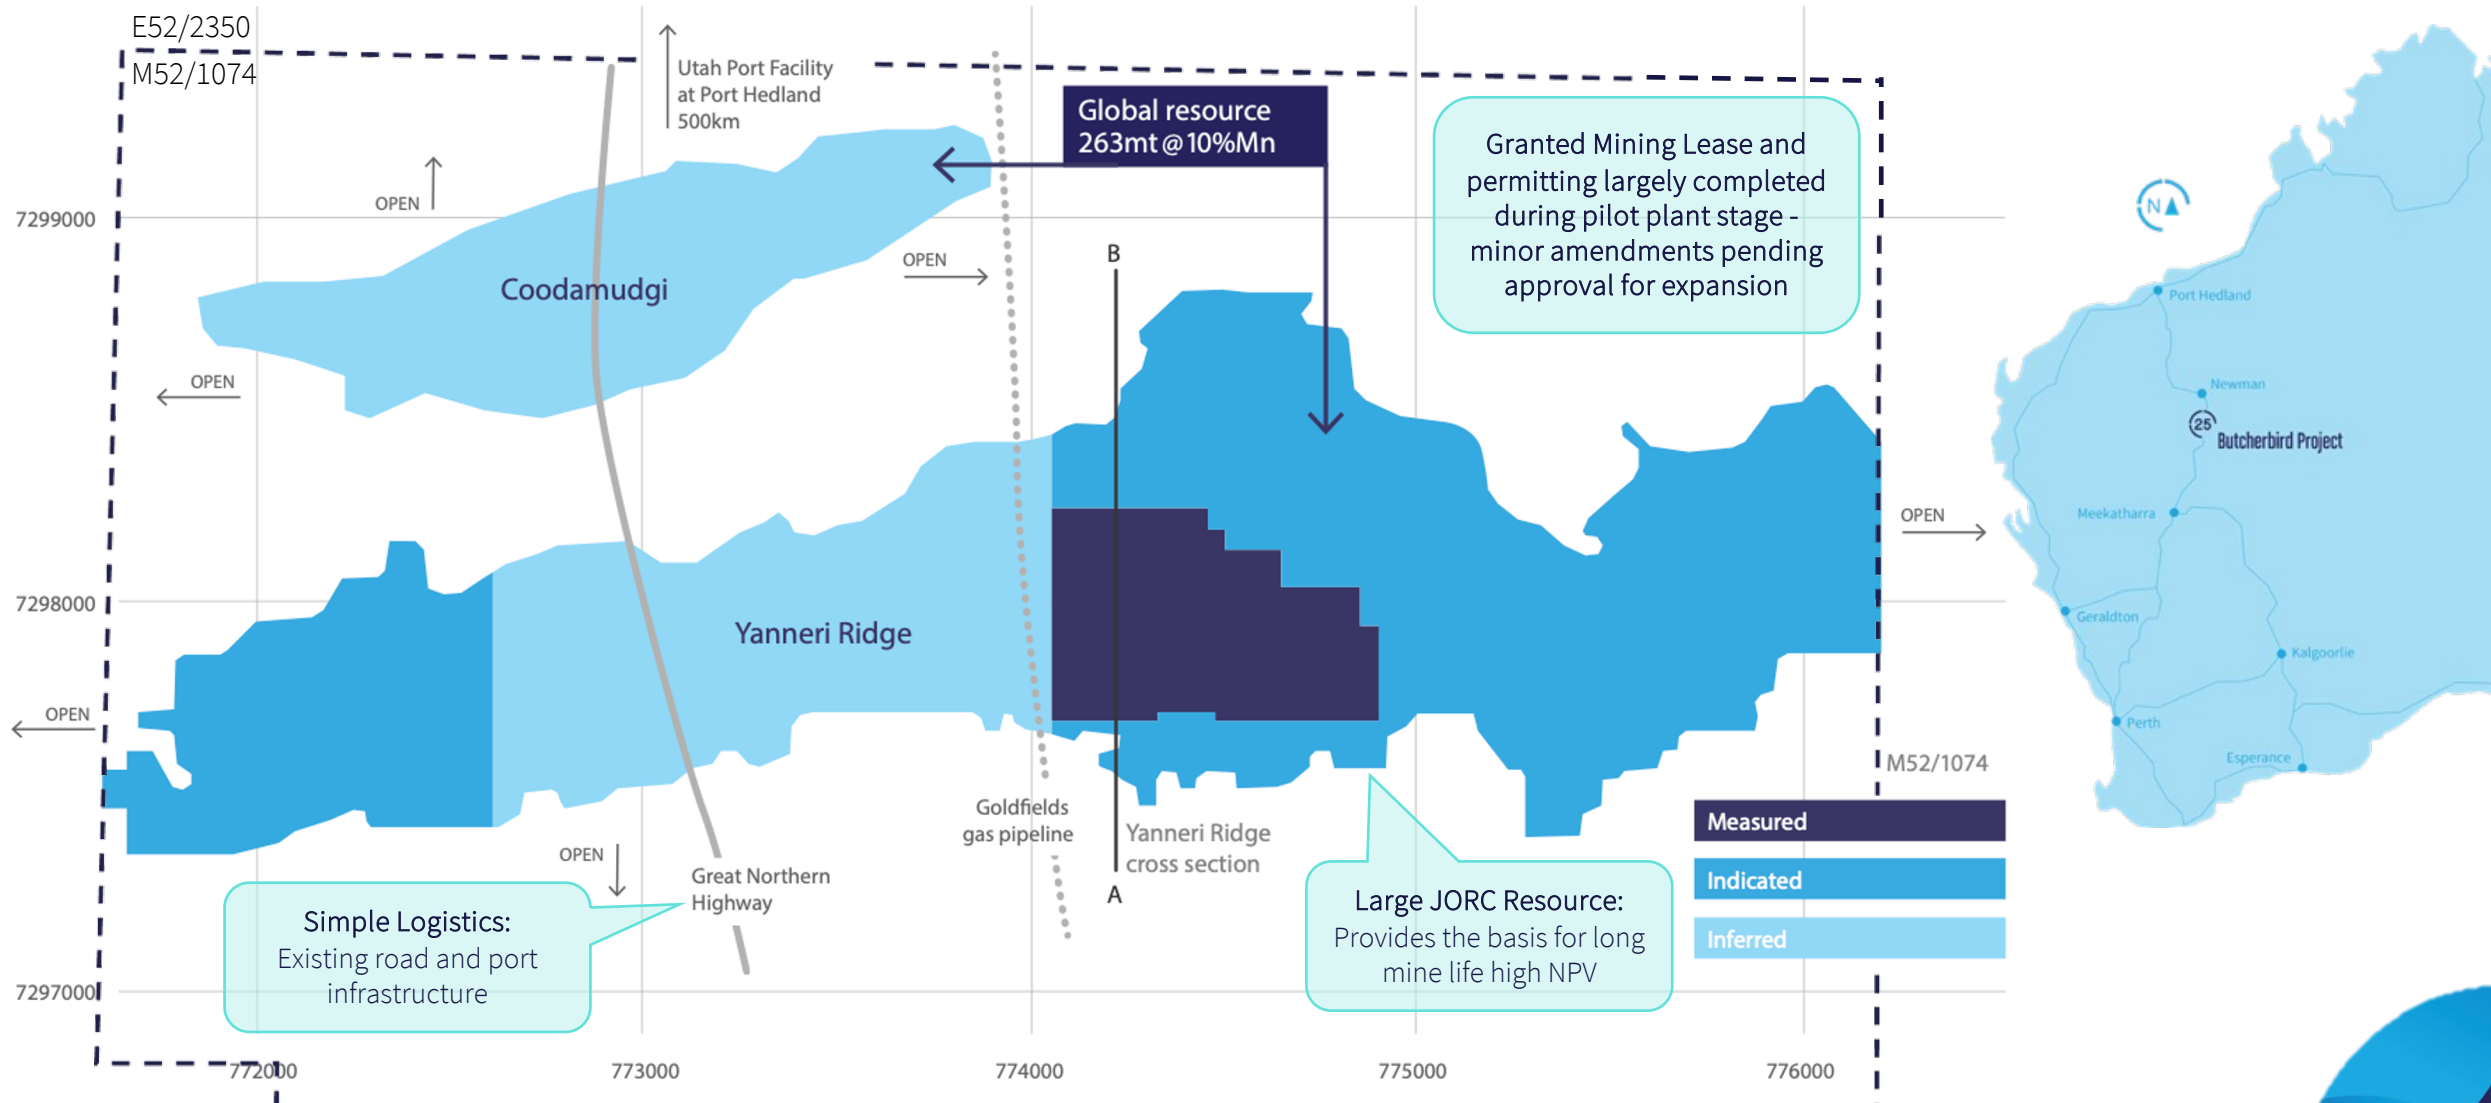 E52/2350
M52/1074
Utah Port Facility
at Port Hedland
500km
Global resource
263mt @ 10%Mn
Granted Mining Lease and
permitting largely completed
during pilot plant stage -
minor amendments pending
approval for expansion
OPEN
7299000
Coodamudgi
OPEN
B
OPEN
N
Port Hedland
Newman
25
Butcherbird Project
Meekatharra
Geraldton
Kalgoorlie
Perth
Esperance
OPEN
7298000
Yanneri Ridge
OPEN
M52/1074
Goldfields
gas pipeline
Yanneri Ridge
cross section
A
OPEN
Great Northern
Highway
Simple Logistics:
Existing road and port
infrastructure
Large JORC Resource:
Provides the basis for long
mine life high NPV
Measured
Indicated
Inferred
7297000
772000
773000
774000
775000
776000